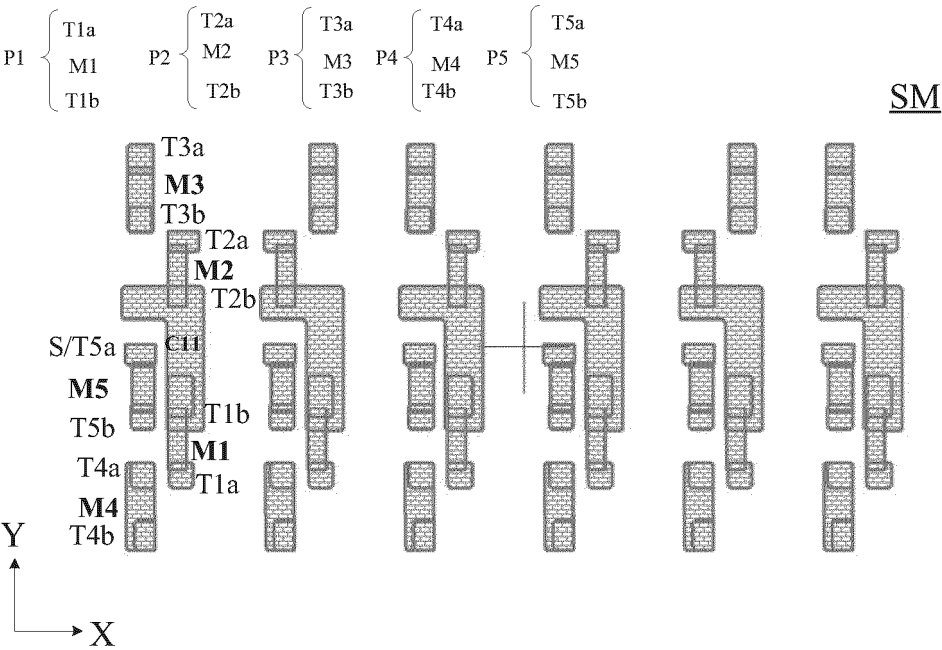 T1a T2a T3a T4a T5a
P1 M1 P2 M2 P3 M3 P4 M4 P5 M5
T1b T2b T3b T4b T5b
SM
T3a
M3
T3b
T2a
M2
T2b
S/T5a C11
M5
T1b
T5b
M1
T4a
T1a
M4
T4b
Y
X